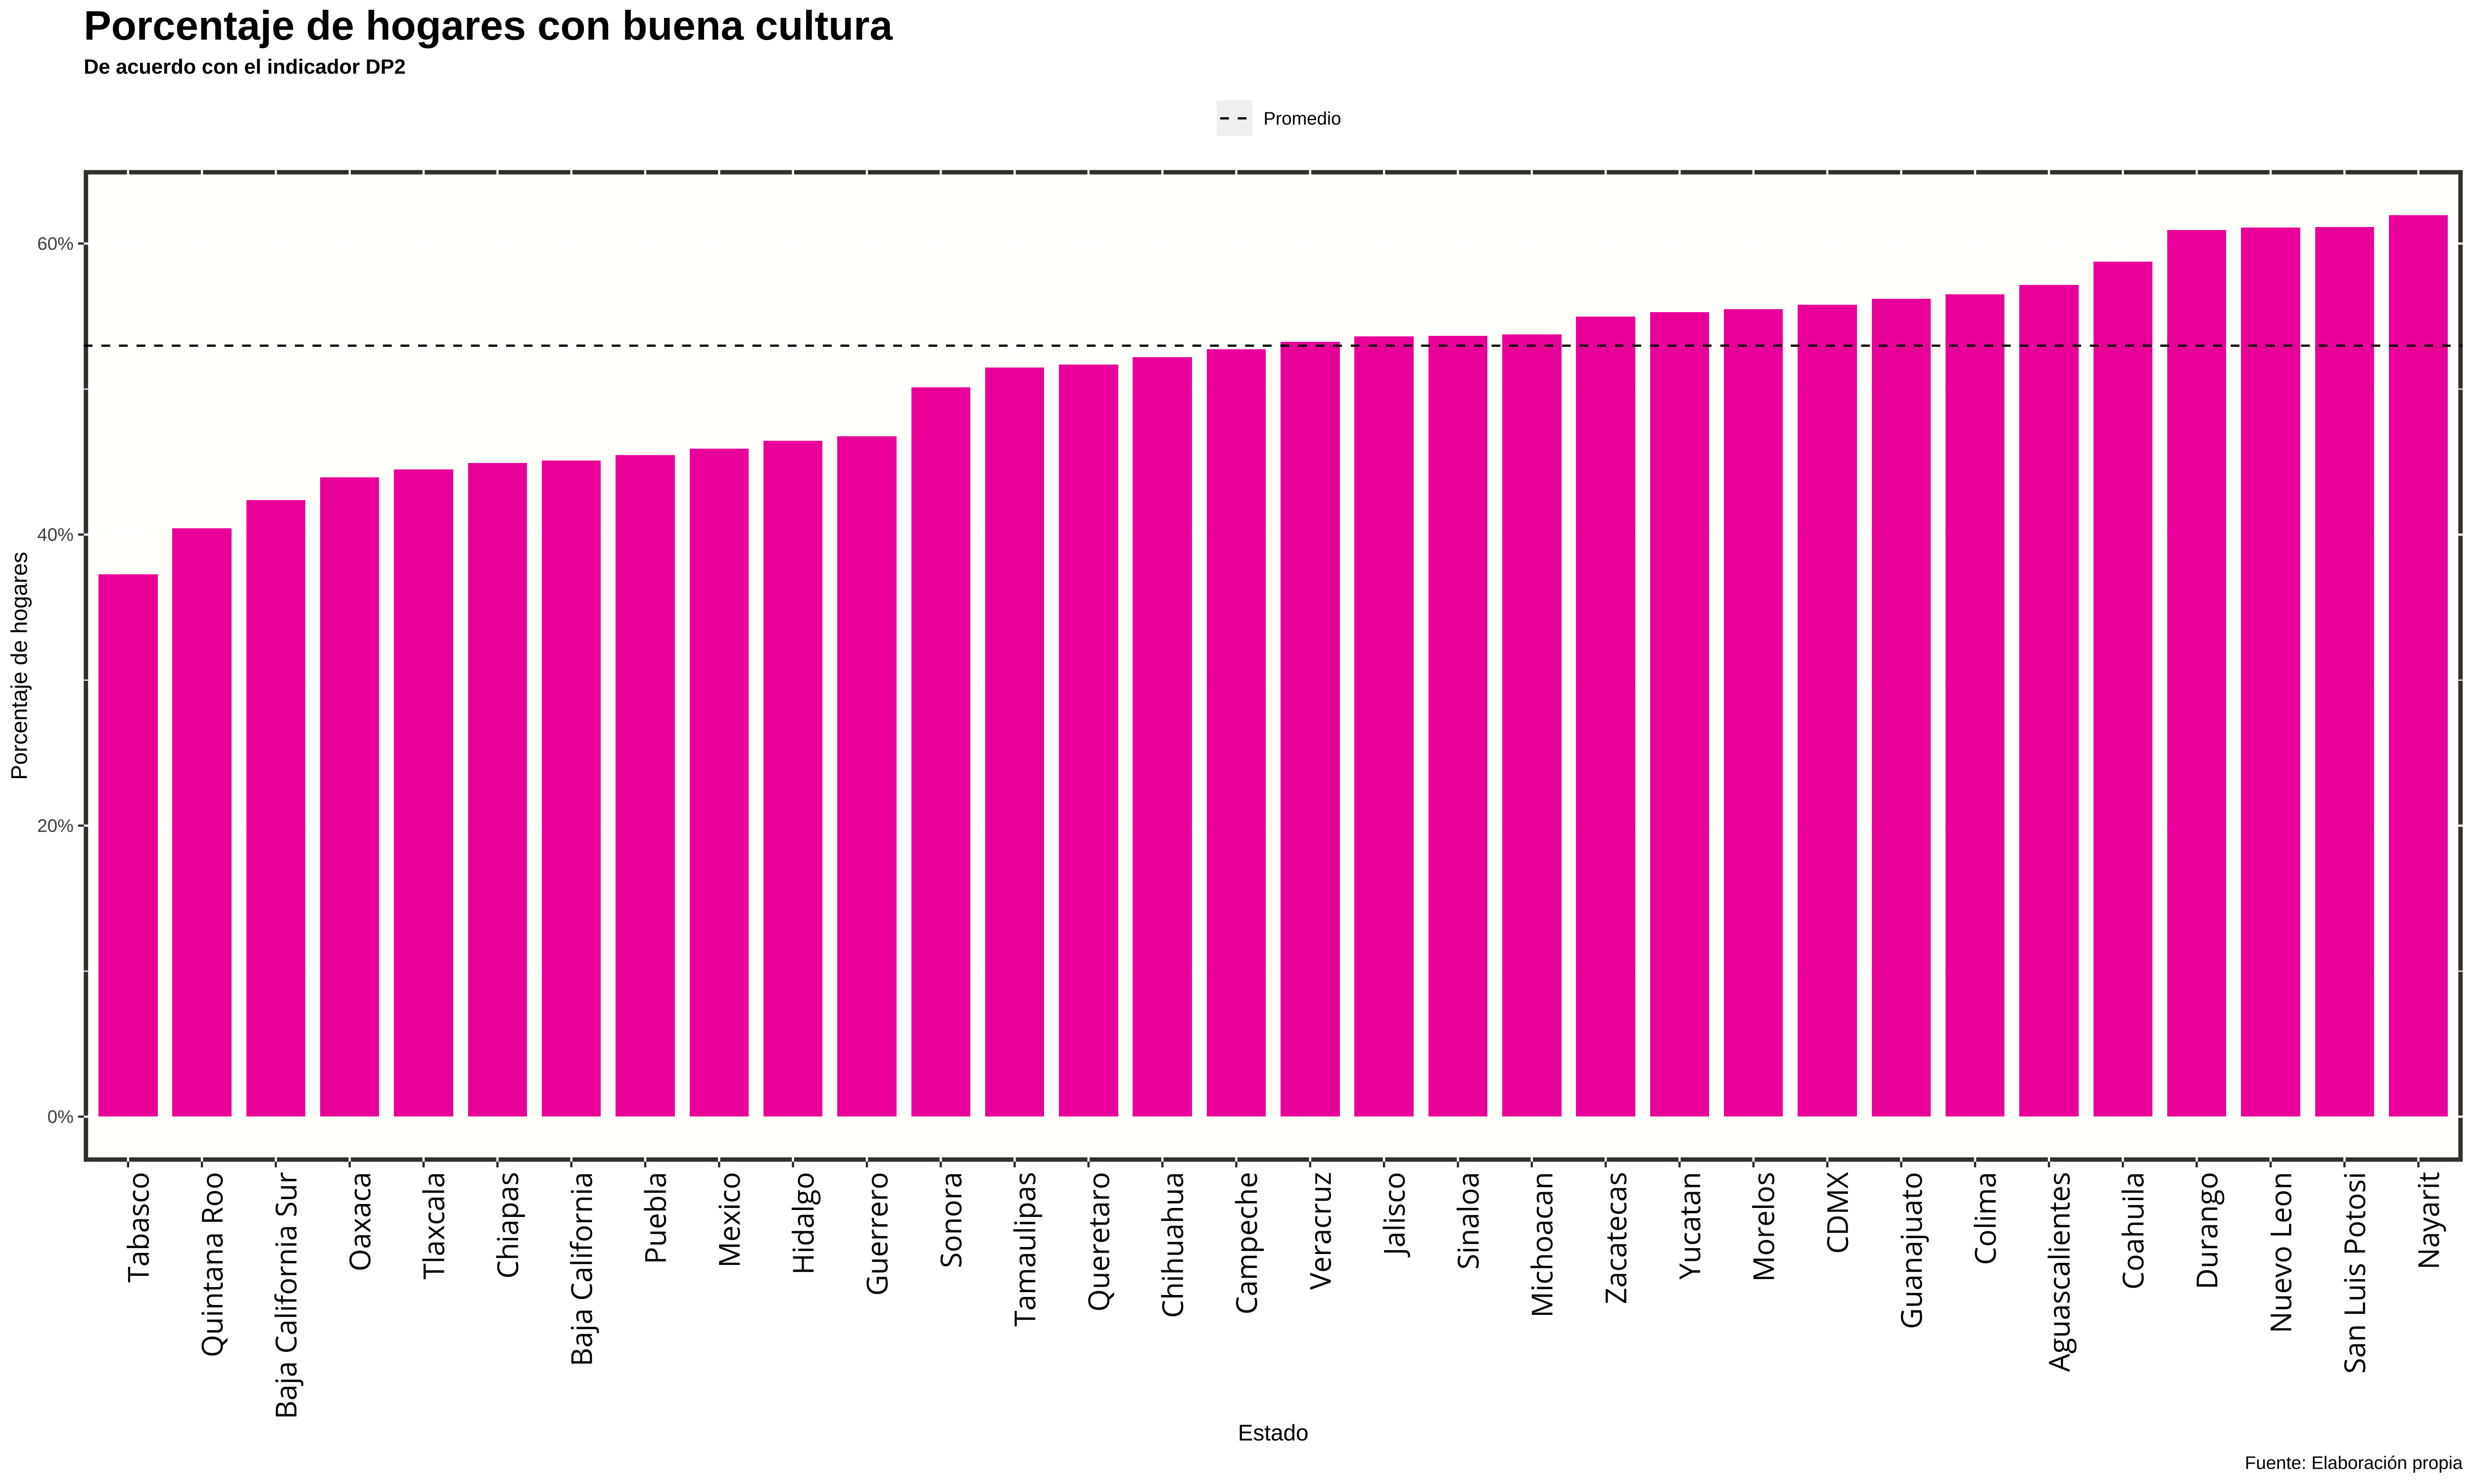 Porcentaje de hogares con buena cultura
De acuerdo con el indicador DP2
Promedio
Porcentaje de hogares
60%
40%
20%
0%
Tabasco
Quintana Roo
Baja California Sur
Oaxaca
Tlaxcala
Chiapas
Baja California
Puebla
Mexico
Hidalgo
Guerrero
Sonora
Tamaulipas
Queretaro
Chihuahua
Campeche
Veracruz
Jalisco
Sinaloa
Michoacan
Zacatecas
Yucatan
Morelos
CDMX
Guanajuato
Colima
Aguascalientes
Coahuila
Durango
Nuevo Leon
San Luis Potosi
Nayarit
Estado
Fuente: Elaboración propia